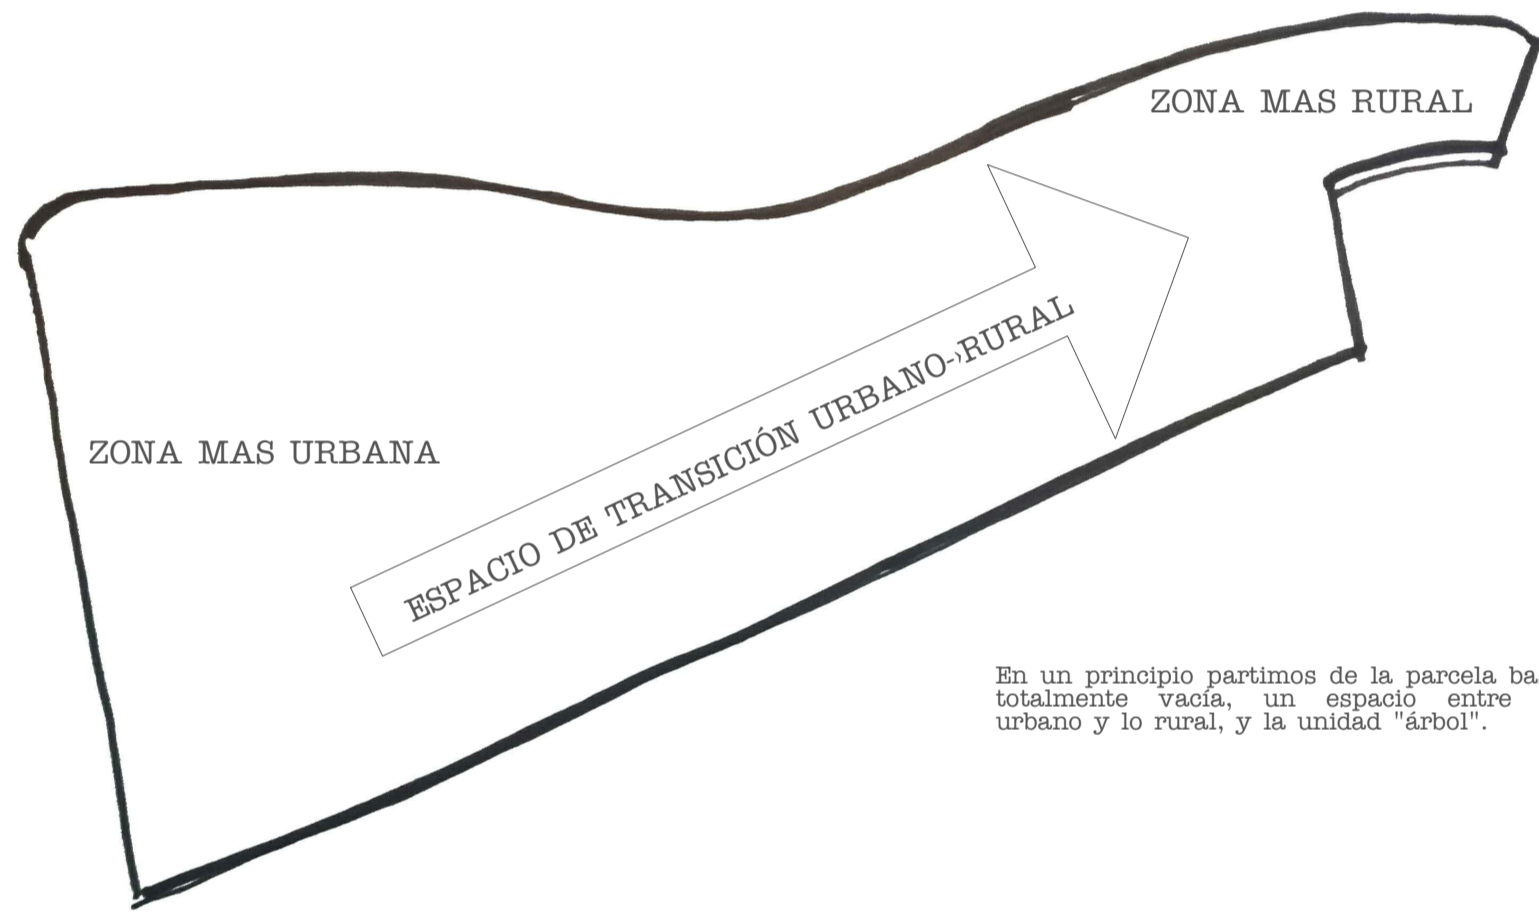 ZONA MAS RURAL
ESPACIO DE TRANSICIÓN URBANO->RURAL
ZONA MAS URBANA
En un principio partimos de la parcela
totalmente vacía, un espacio entre
urbano y lo rural, y la unidad "árbol".